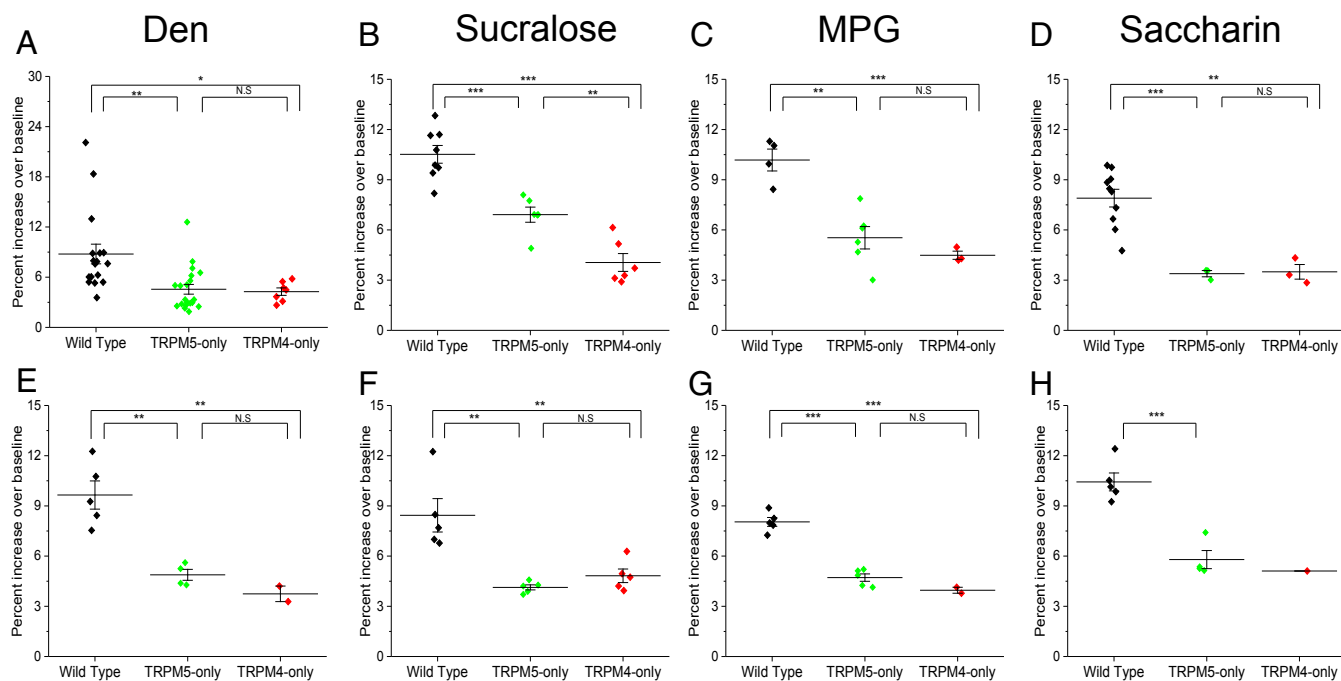 Den
Sucralose
MPG
Saccharin
A
B
C
D
Percent increase over baseline
30
27
24
21
18
15
12
9
6
3
0
*
**
N.S
Wild Type TRPM5-only TRPM4-only
Percent increase over baseline
15
12
9
6
3
0
***
***
**
Wild Type TRPM5-only TRPM4-only
Percent increase over baseline
15
12
9
6
3
0
***
**
N.S
Wild Type TRPM5-only TRPM4-only
Percent increase over baseline
15
12
9
6
3
0
**
***
N.S
Wild Type TRPM5-only TRPM4-only
E
F
G
H
Percent increase over baseline
15
12
9
6
3
0
**
**
N.S
Wild Type TRPM5-only TRPM4-only
Percent increase over baseline
15
12
9
6
3
0
**
**
N.S
Wild Type TRPM5-only TRPM4-only
Percent increase over baseline
15
12
9
6
3
0
***
***
N.S
Wild Type TRPM5-only TRPM4-only
Percent increase over baseline
15
12
9
6
3
0
***
Wild Type TRPM5-only TRPM4-only